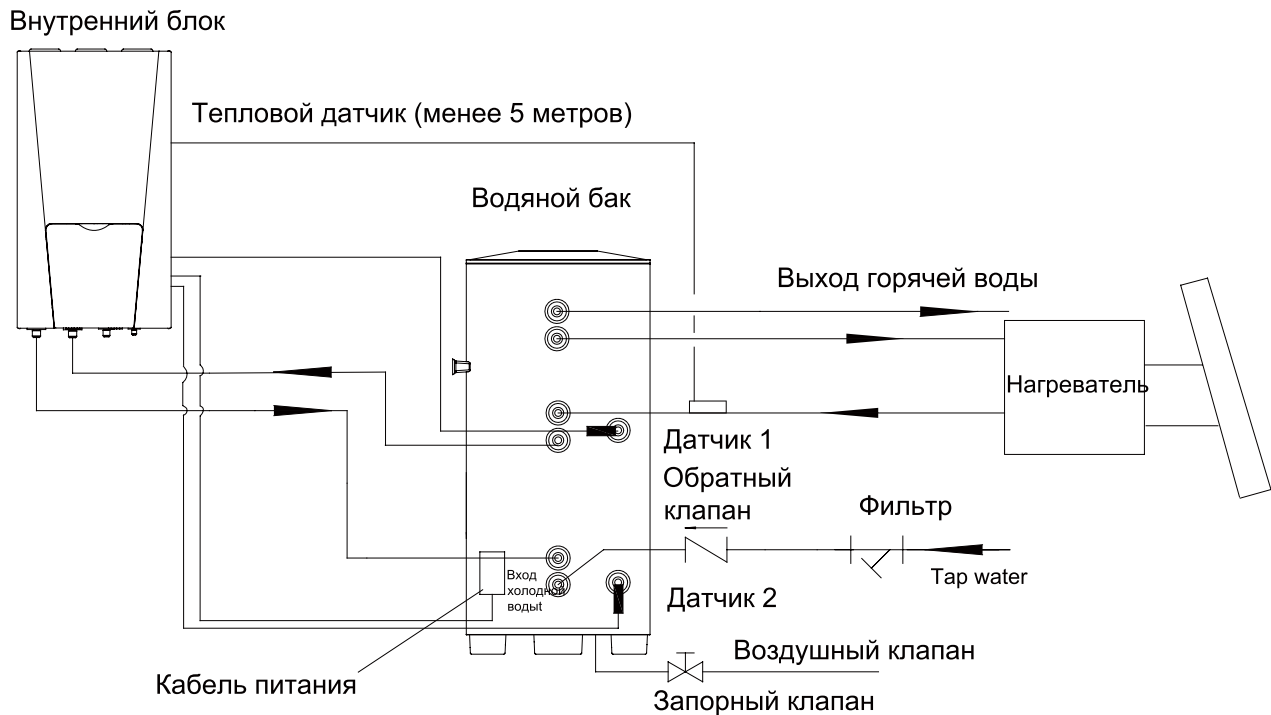 Внутренний блок
Тепловой датчик (менее 5 метров)
Водяной бак
Выход горячей воды
Нагреватель
Датчик 1
Обратный
клапан
Фильтр
Tap water
Вход
холодной
водыt
Датчик 2
Воздушный клапан
Кабель питания
Запорный клапан